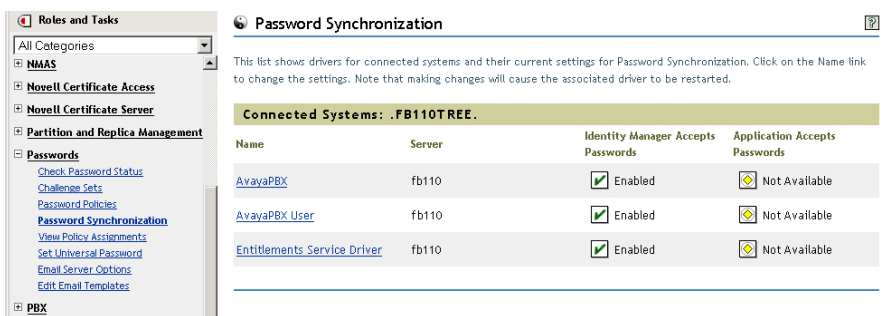 Roles and Tasks
All Categories
NMAS
Novell Certificate Access
Novell Certificate Server
Partition and Replica Management
Passwords
Check Password Status
Challenge Sets
Password Policies
Password Synchronization
View Policy Assignments
Set Universal Password
Email Server Options
Edit Email Templates
PBX
Password Synchronization
?
This list shows drivers for connected systems and their current settings for Password Synchronization. Click on the Name link
to change the settings. Note that making changes will cause the associated driver to be restarted.
Connected Systems: .FB110TREE.
Name Server Identity Manager Accepts Passwords Application Accepts Passwords
AvayaPBX fb110 Enabled Not Available
AvayaPBX User fb110 Enabled Not Available
Entitlements Service Driver fb110 Enabled Not Available